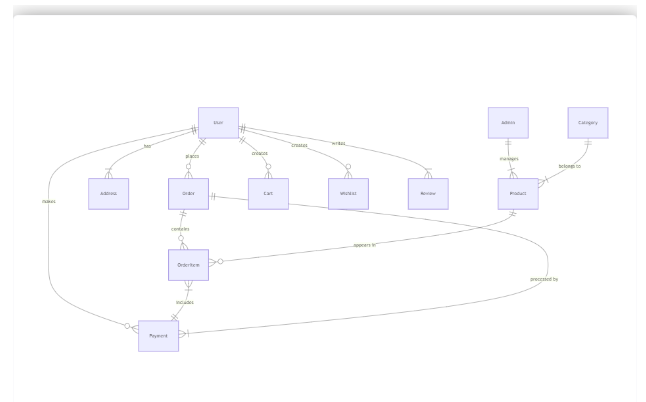 User
Admin
Category
has
places
creates
creates
writes
manages
belongs to
Address
Order
Cart
Wishlist
Review
Product
makes
contains
appears in
OrderItem
processed by
includes
Payment